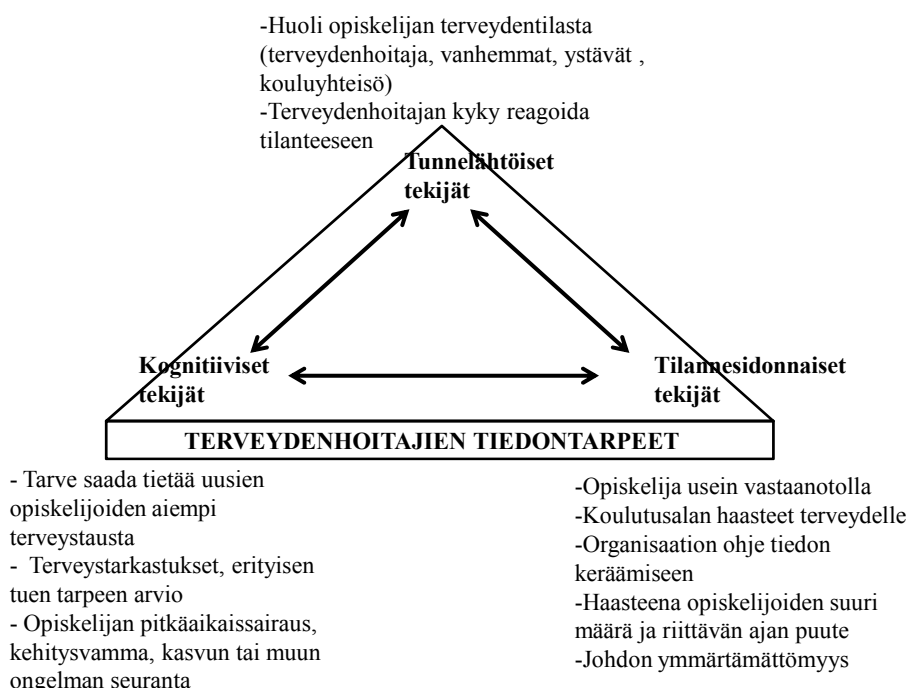 -Huoli opiskelijan terveydentilasta
(terveydenhoitaja, vanhemmat, ystävät ,
kouluyhteisö)
-Terveydenhoitajan kyky reagoida
tilanteeseen
Tunnelähtöiset
tekijät
Kognitiiviset
tekijät
Tilannesidonnaiset
tekijät
TERVEYDENHOITAJIEN TIEDONTARPEET
- Tarve saada tietää uusien
opiskelijoiden aiempi
terveystausta
- Terveystarkastukset, erityisen
tuen tarpeen arvio
- Opiskelijan pitkäaikaissairaus,
kehitysvamma, kasvun tai muun
ongelman seuranta
-Opiskelija usein vastaanotolla
-Koulutusalan haasteet terveydelle
-Organisaation ohje tiedon
keräämiseen
-Haasteena opiskelijoiden suuri
määrä ja riittävän ajan puute
-Johdon ymmärtämättömyys